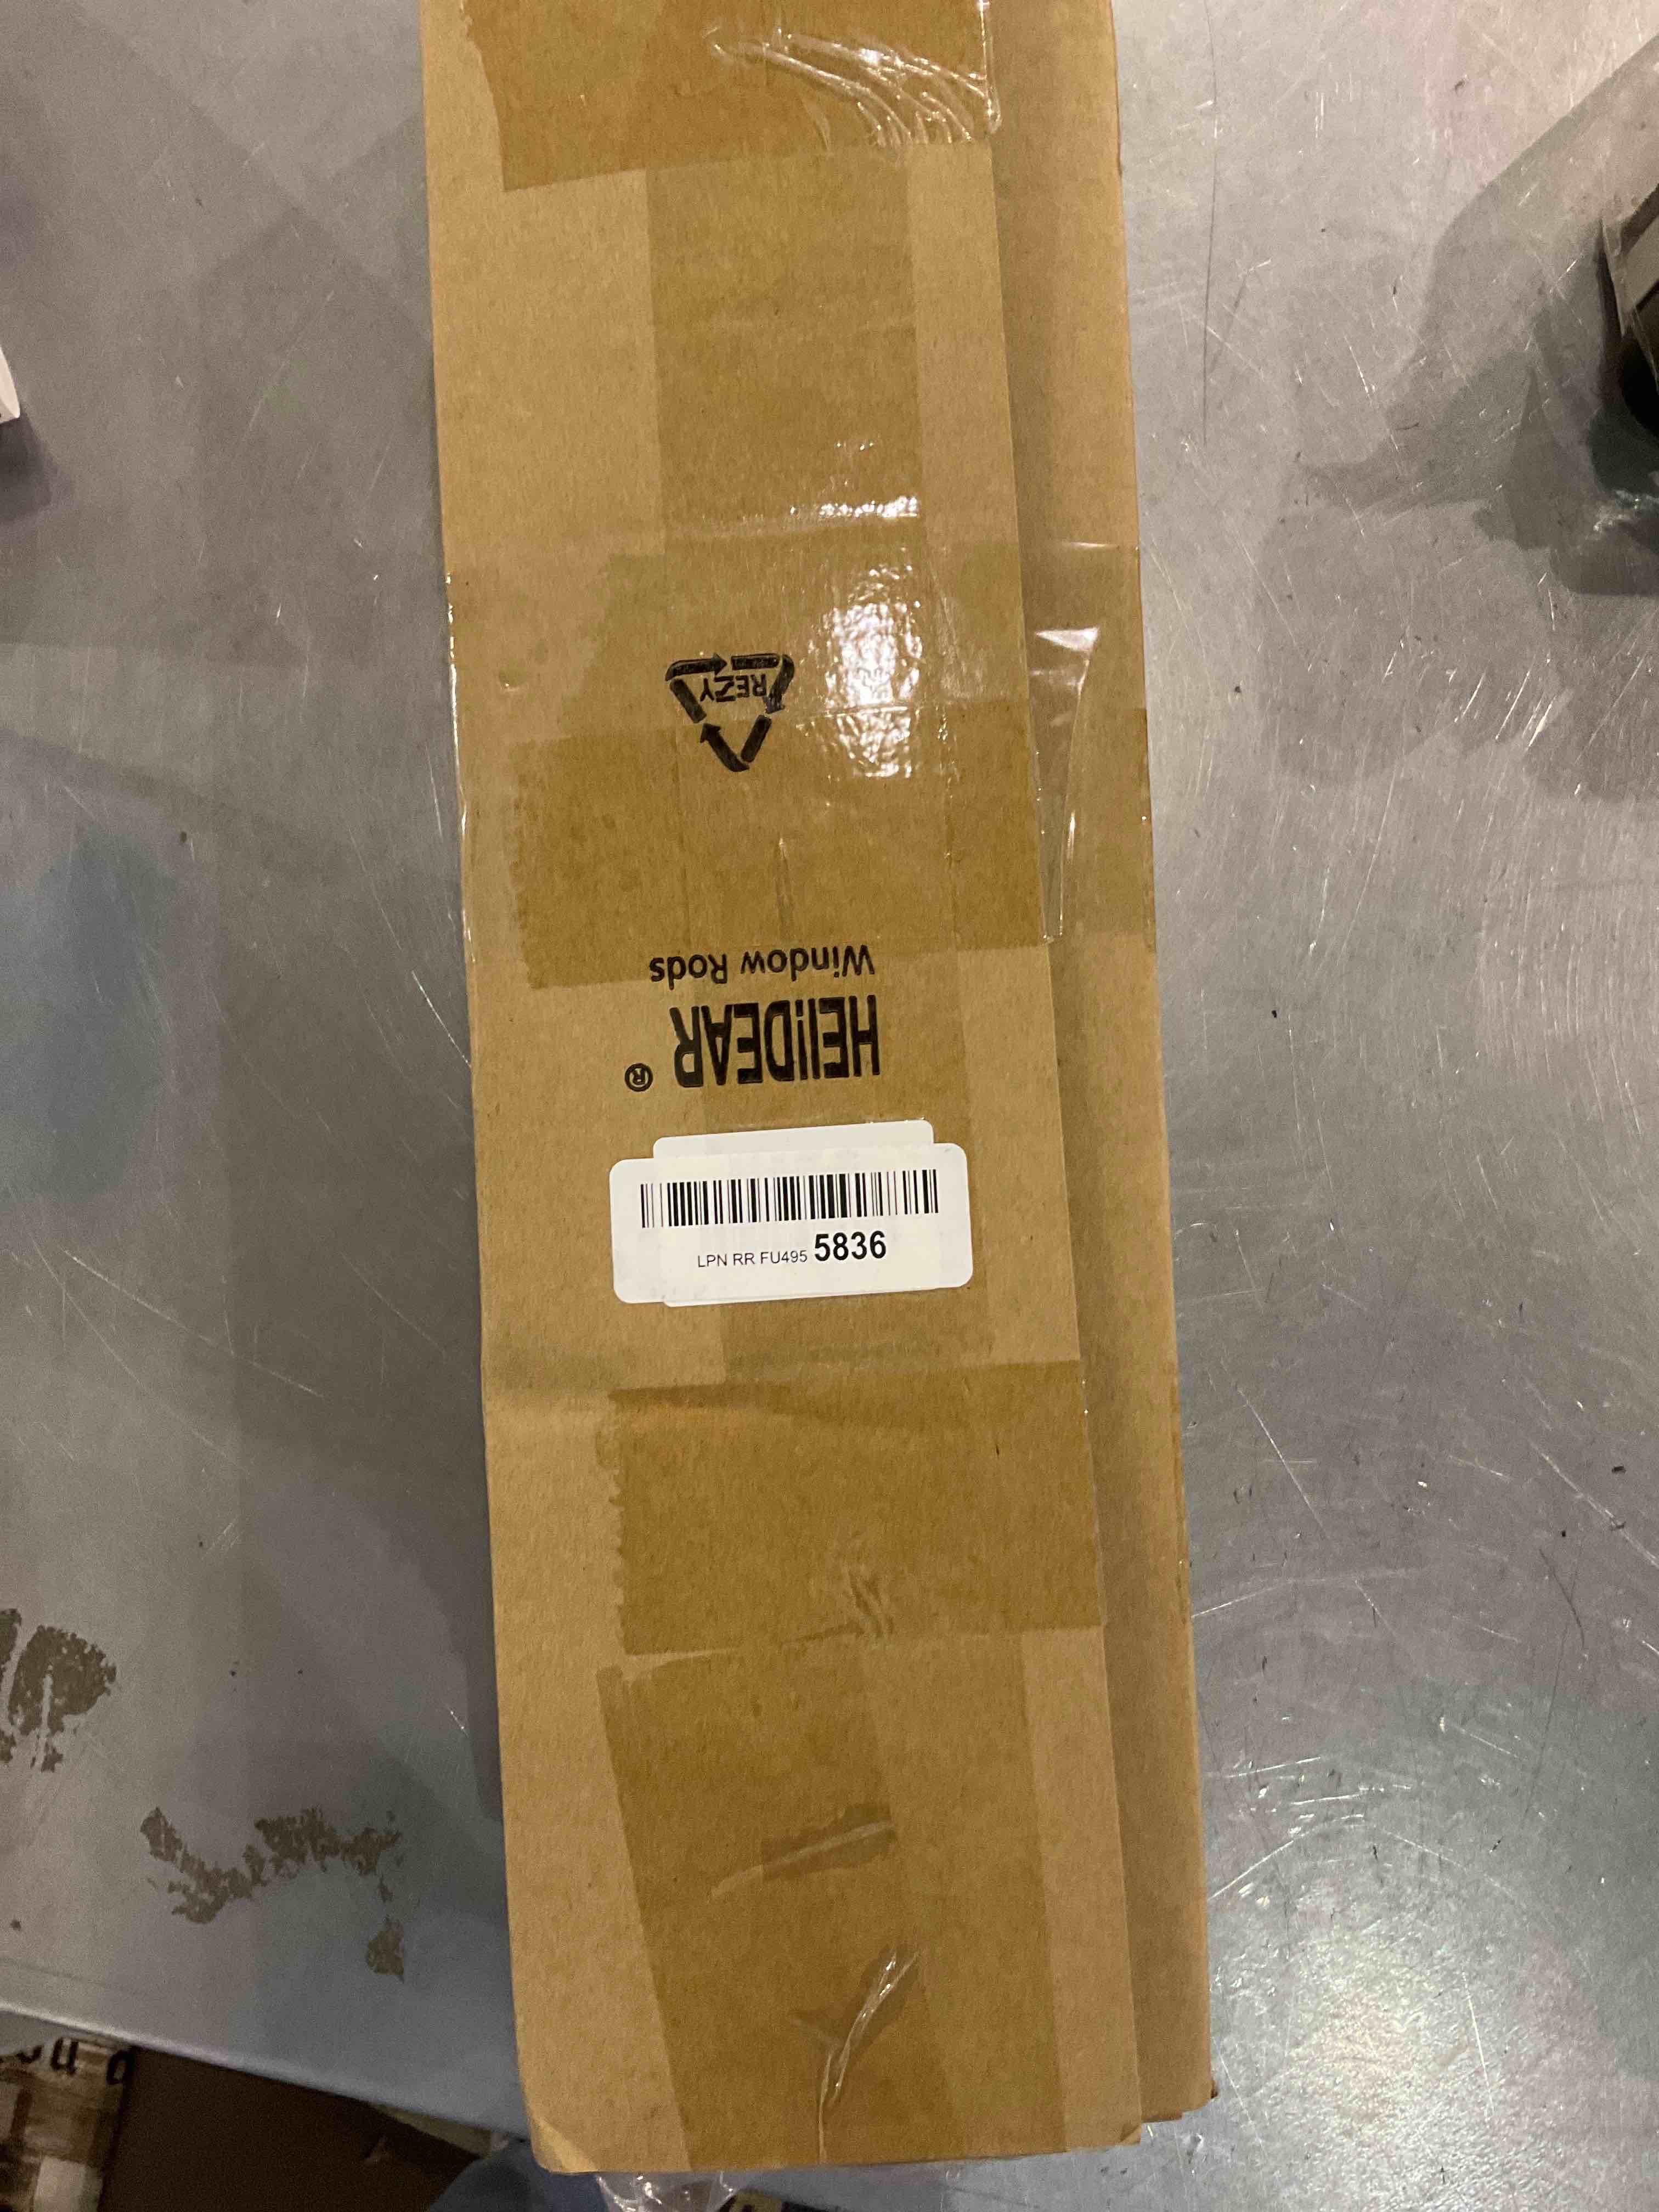 REZY
HEIIDEAR ®
Window Rods
LPN RR FU495 5836